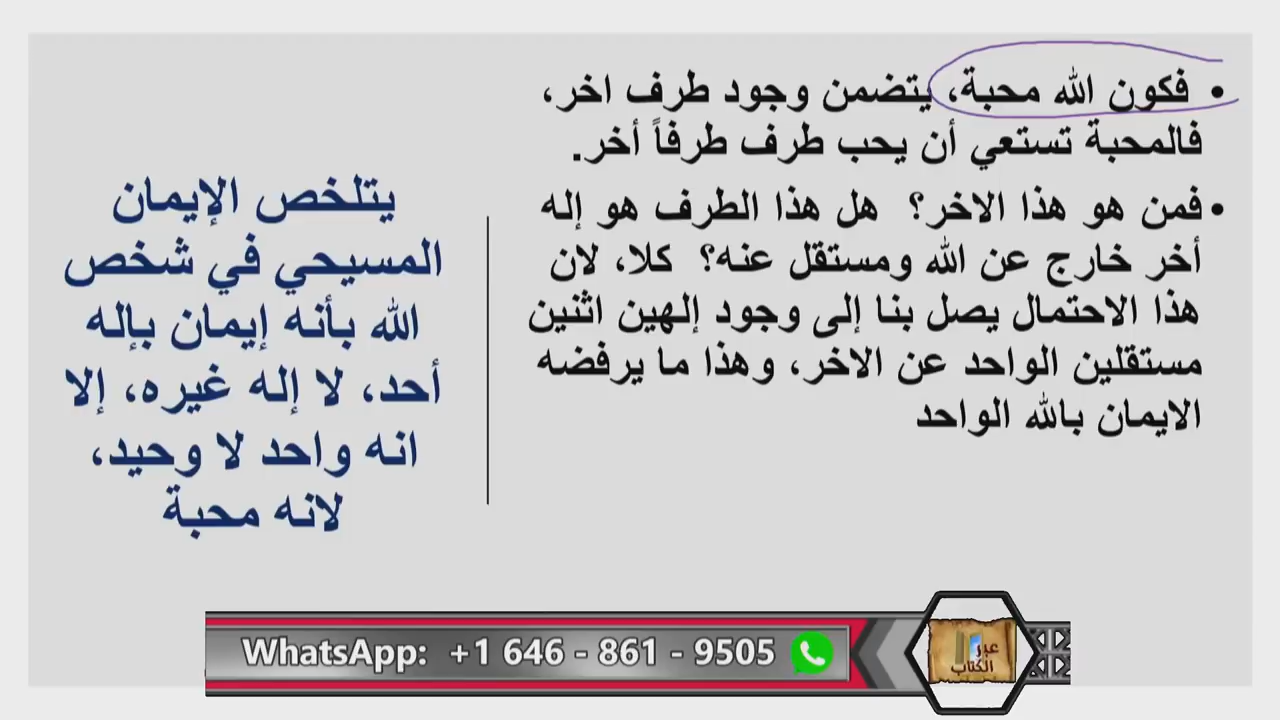 • فكون الله محبة، يتضمن وجود طرف اخر،
فالمحبة تستعي أن يحب طرف طرفاً أخر.
• فمن هو هذا الاخر؟ هل هذا الطرف هو إله
أخر خارج عن الله ومستقل عنه؟ كلا، لان
هذا الاحتمال يصل بنا إلى وجود إلهين اثنين
مستقلين الواحد عن الاخر، وهذا ما يرفضه
الايمان بالله الواحد
يتلخص الإيمان
المسيحي في شخص
الله بأنه إيمان بإله
أحد، لا إله غيره، إلا
انه واحد لا وحيد،
لانه محبة
WhatsApp: +1 646 - 861 - 9505
عبر
الكتاب